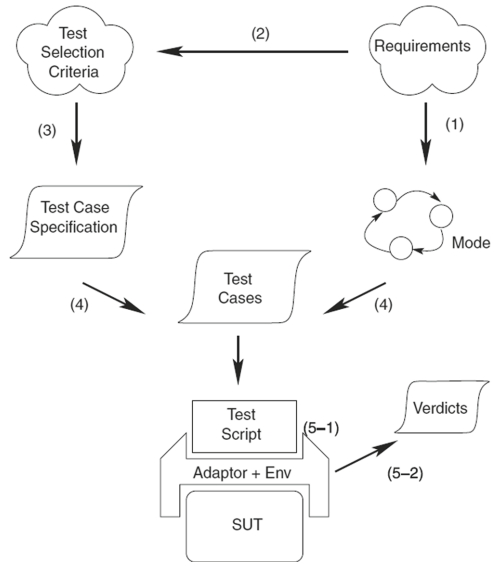 Test
Selection
Criteria
(2)
Requirements
(3)
(1)
Test Case
Specification
Mode
(4)
Test
Cases
(4)
Test
Script
(5–1)
Verdicts
Adaptor + Env
(5–2)
SUT